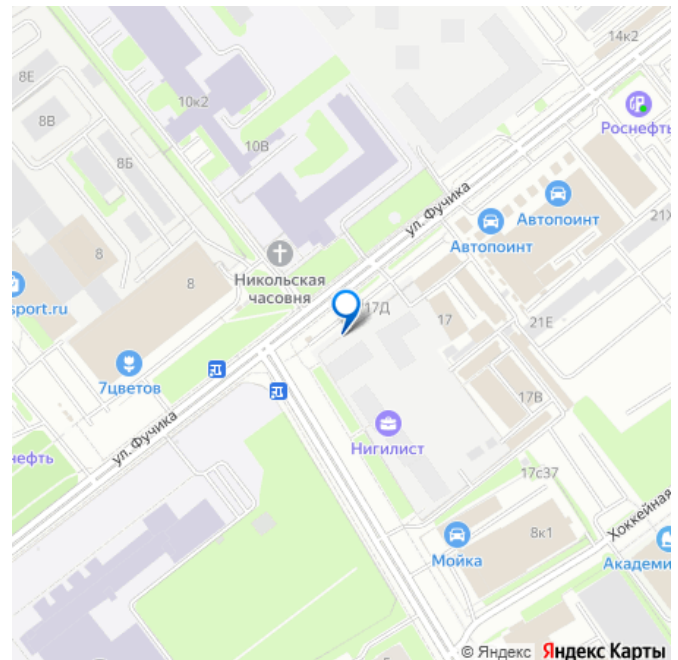 14к2
8Е
10к2
Роснефть
8В
10В
8Б
ул. Фучика
Автопоинт
21Х
Автопоинт
8
Никольская
часовня
8
17Д
sport.ru
17
21Е
7цветов
17В
ул. Фучика
Нигилист
нефть
17с37
Хоккейная
8к1
Мойка
Академи
© Яндекс Яндекс Карты